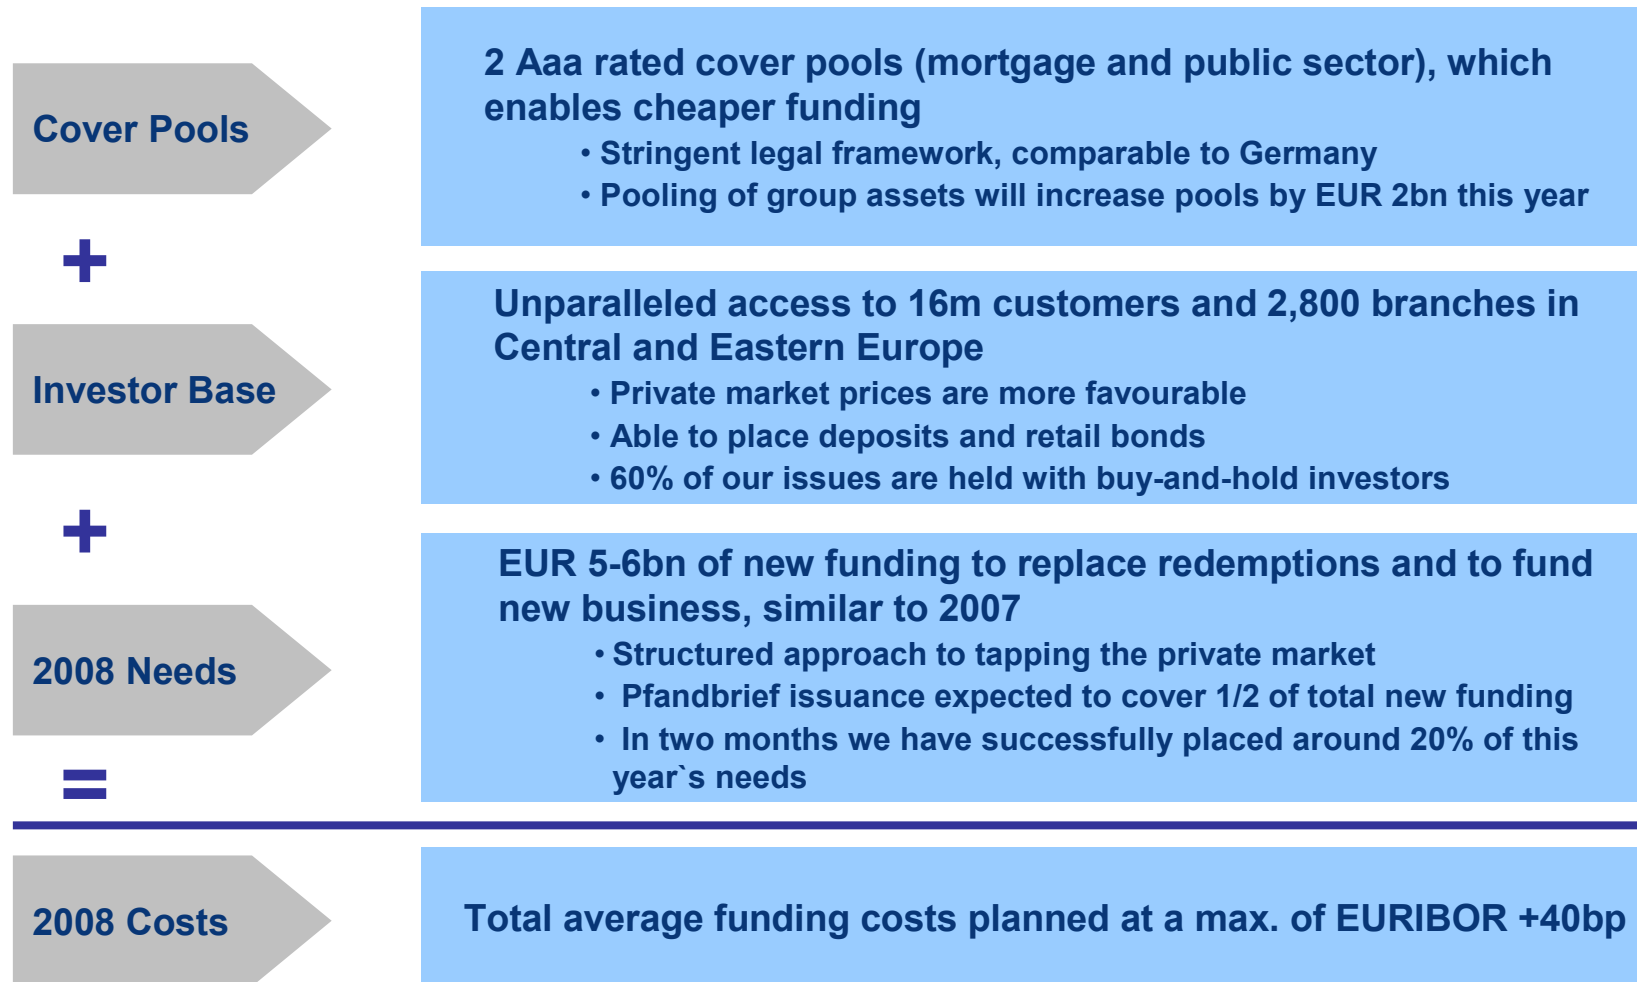 Cover Pools
2 Aaa rated cover pools (mortgage and public sector), which
enables cheaper funding
• Stringent legal framework, comparable to Germany
• Pooling of group assets will increase pools by EUR 2bn this year
+
Investor Base
Unparalleled access to 16m customers and 2,800 branches in
Central and Eastern Europe
• Private market prices are more favourable
• Able to place deposits and retail bonds
• 60% of our issues are held with buy-and-hold investors
+
2008 Needs
EUR 5-6bn of new funding to replace redemptions and to fund
new business, similar to 2007
• Structured approach to tapping the private market
• Pfandbrief issuance expected to cover 1/2 of total new funding
• In two months we have successfully placed around 20% of this
year`s needs
=
2008 Costs
Total average funding costs planned at a max. of EURIBOR +40bp